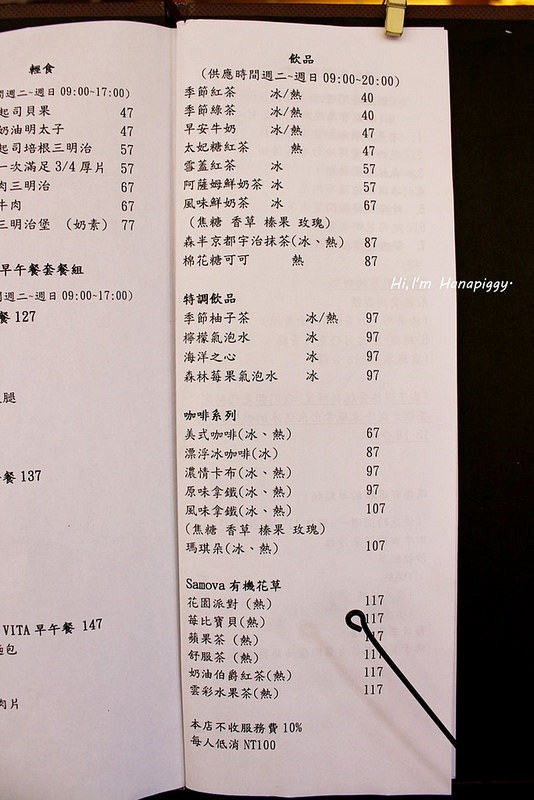 輕食
09:00~17:00)
起司貝果 47
奶油明太子 47
起司培根三明治 57
一次滿足 3/4 厚片 57
肉三明治 67
牛肉 67
三明治堡 (奶素) 77
早午餐套餐組
週二~週日 09:00~17:00)
餐 127
腿
餐 137
VITA 早午餐 147
麵包
肉片
飲品
(供應時間週二~週日 09:00~20:00)
季節紅茶 冰/熱 40
季節綠茶 冰/熱 40
早安牛奶 冰/熱 47
太妃糖紅茶 熱 47
雪蓋紅茶 冰 57
阿薩姆鮮奶茶 冰 57
風味鮮奶茶 冰 67
(焦糖 香草 榛果 玫瑰)
森半京都宇治抹茶(冰、熱) 87
棉花糖可可 熱 87
特調飲品
季節柚子茶 冰/熱 97
檸檬氣泡水 冰 97
海洋之心 冰 97
森林莓果氣泡水 冰 97
咖啡系列
美式咖啡(冰、熱) 67
漂浮冰咖啡(冰) 87
濃情卡布(冰、熱) 97
原味拿鐵(冰、熱) 97
風味拿鐵(冰、熱) 107
(焦糖 香草 榛果 玫瑰)
瑪琪朵(冰、熱) 107
Samova 有機花草
花園派對 (熱) 117
莓比寶貝(熱) 117
蘋果茶 (熱) 117
舒服茶 (熱) 117
奶油伯爵紅茶(熱) 117
雲彩水果茶(熱) 117
本店不收服務費 10%
每人低消 NT100
Hi,I'm Hanapiggy.